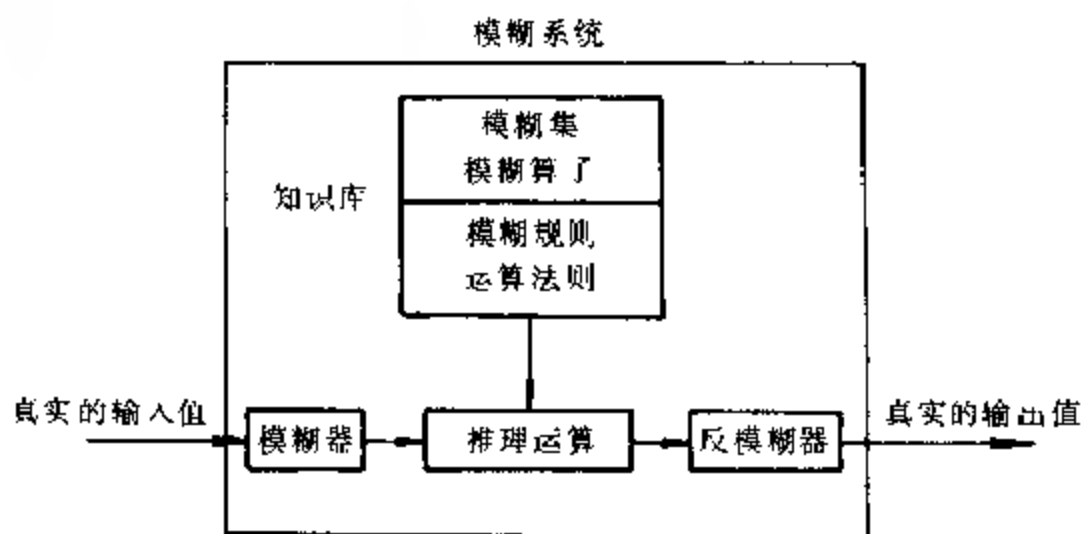 模糊系统
模糊集
模糊算子
知识库
模糊规则
运算法则
真实的输入值
模糊器
推理运算
反模糊器
真实的输出值